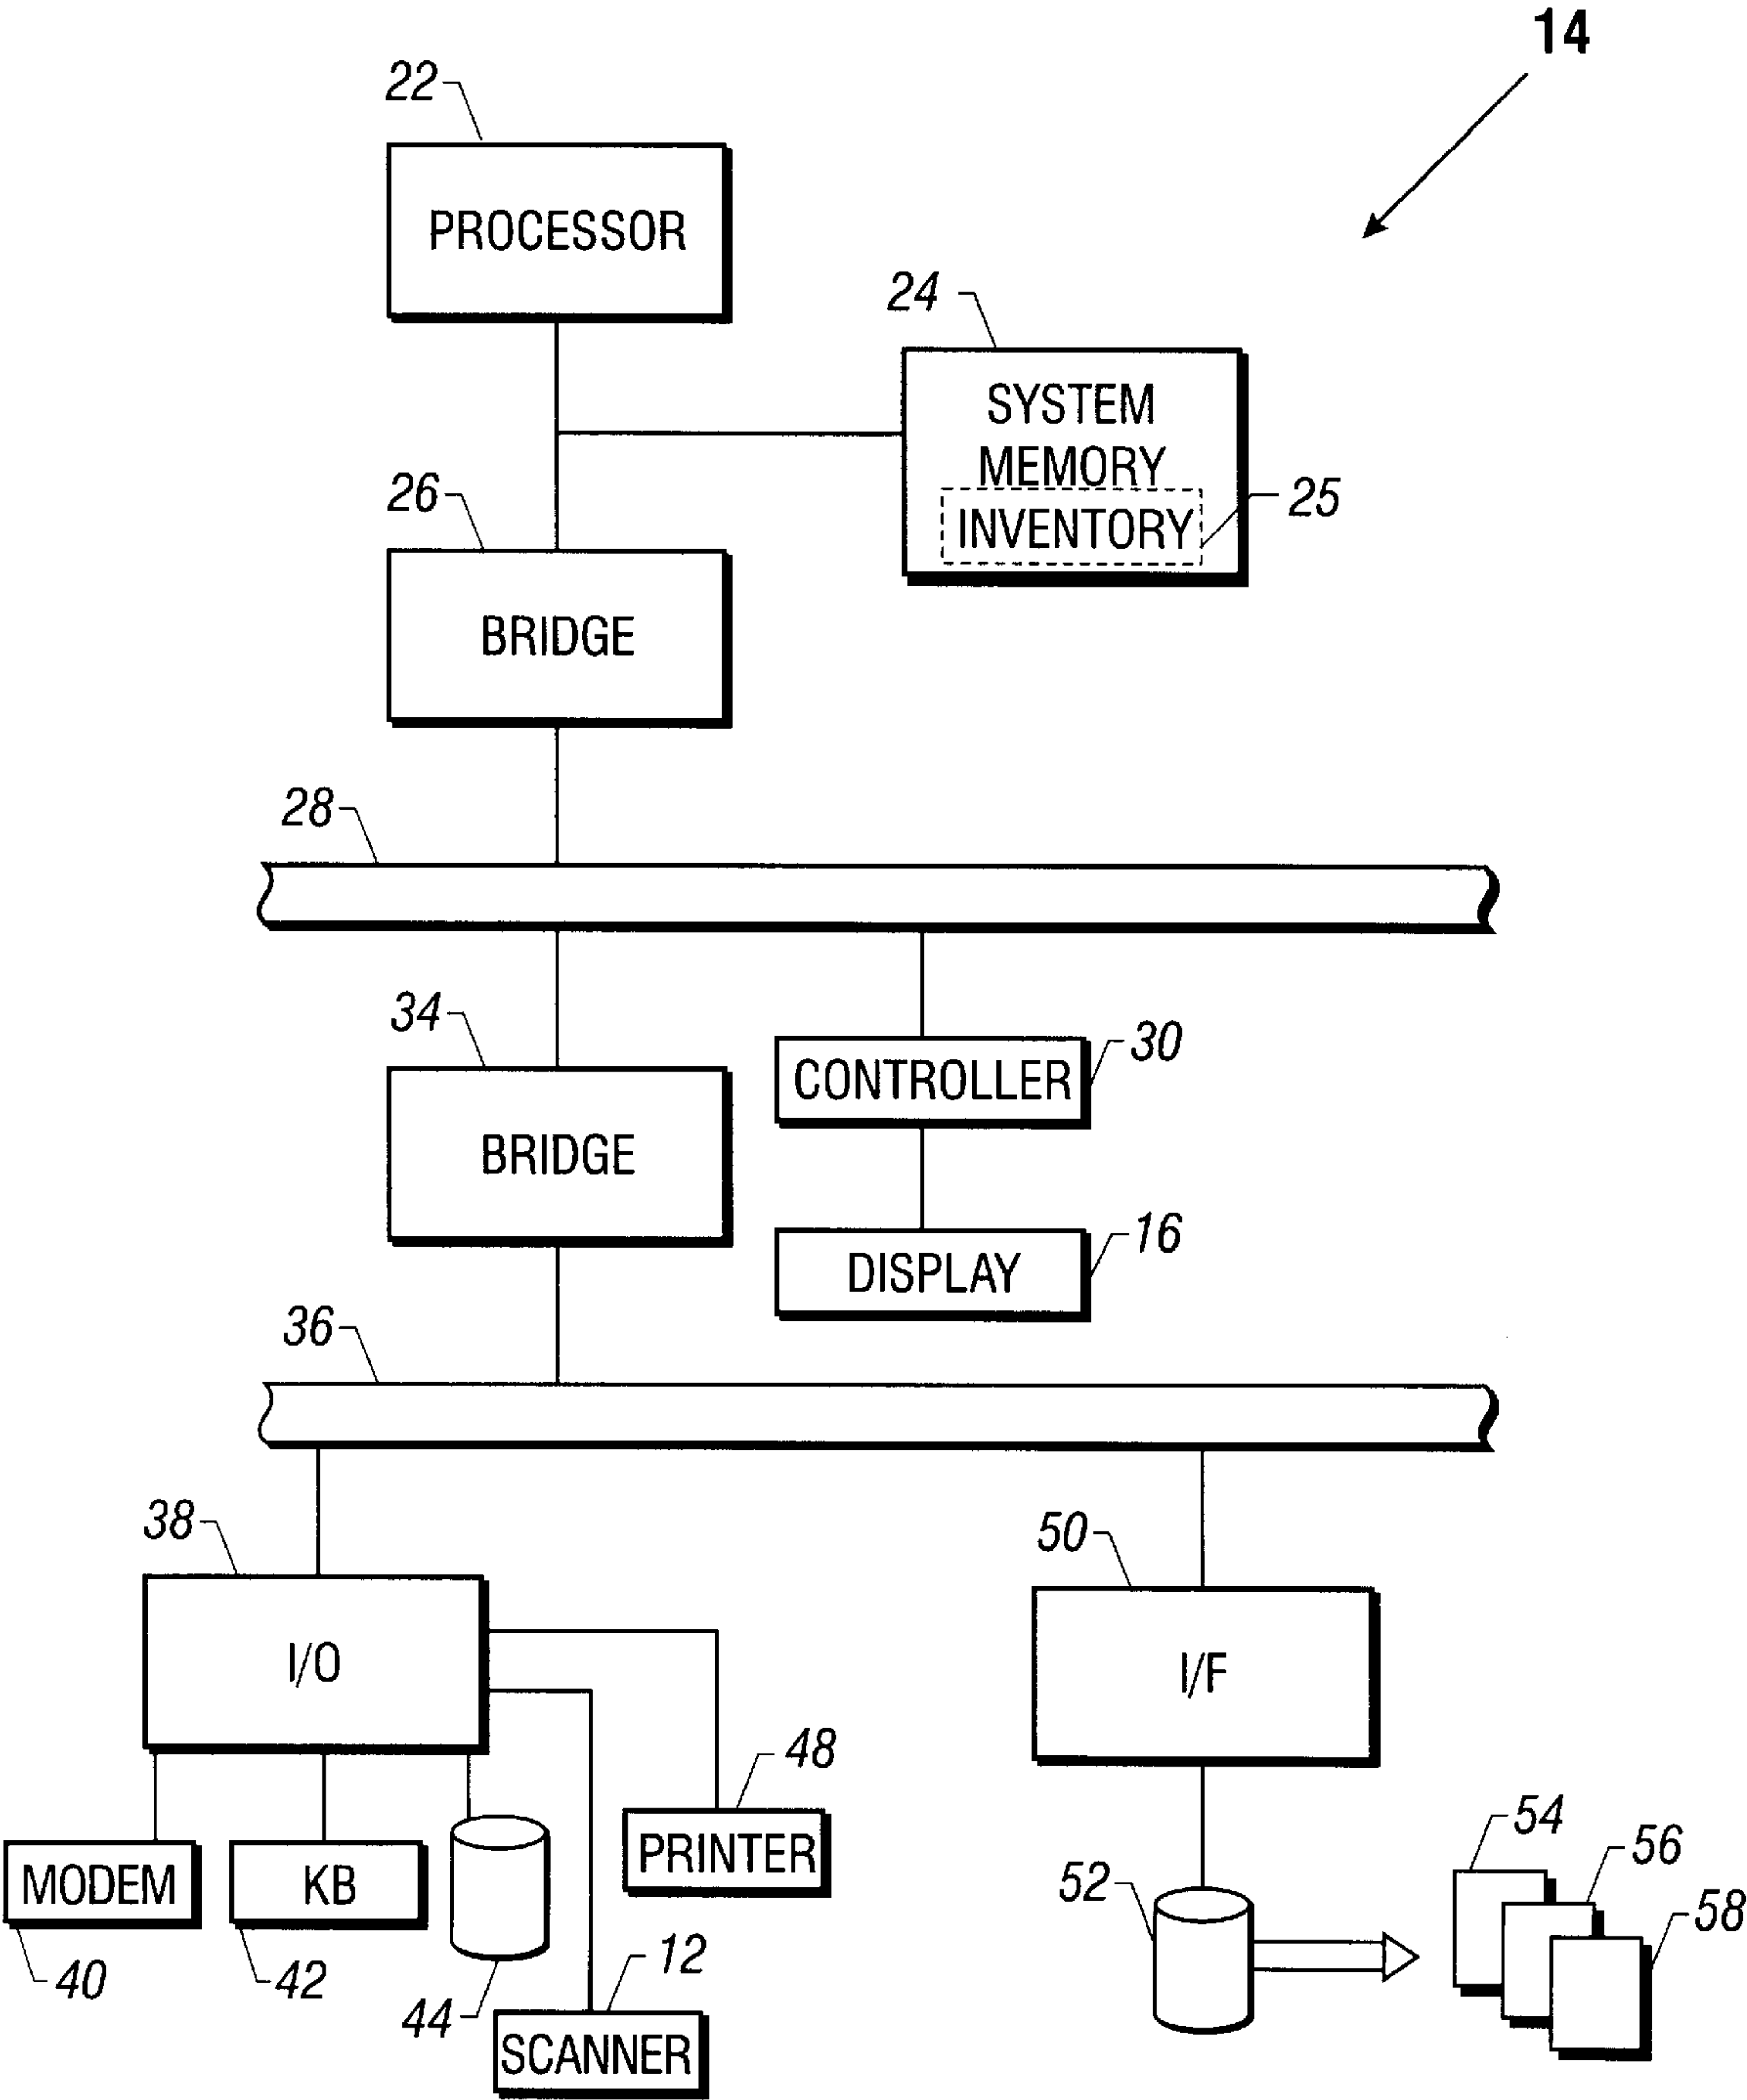 14
22
PROCESSOR
24
SYSTEM
MEMORY
INVENTORY
25
26
BRIDGE
28
34
BRIDGE
CONTROLLER
30
DISPLAY
16
36
38
I/O
50
I/F
48
PRINTER
MODEM
40
KB
42
44
12
SCANNER
52
54
56
58